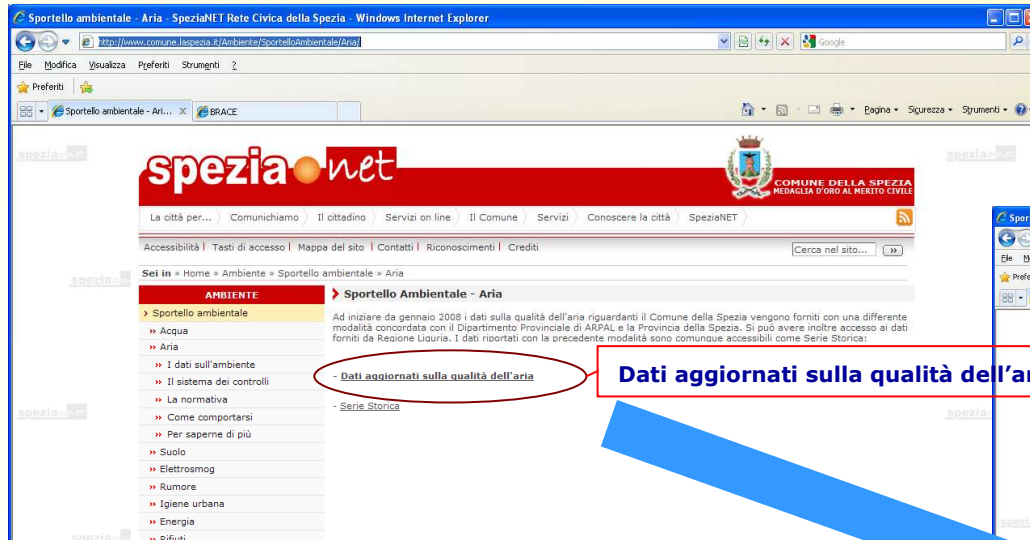 Sportello ambientale - Aria - SpeziaNET Rete Civica della Spezia - Windows Internet Explorer
http://www.comune.laspezia.it/Ambiente/SportelloAmbientale/Aria/
Google
File Modifica Visualizza Preferiti Strumenti ?
Preferiti
Sportello ambientale - Ari... BRACE
Pagina Sicurezza Strumenti
spezia net
COMUNE DELLA SPEZIA
MEDAGLIA D'ORO AL MERITO CIVILE
La città per... Comunichiamo Il cittadino Servizi on line Il Comune Servizi Conoscere la città SpeziaNET
Accessibilità | Tasti di accesso | Mappa del sito | Contatti | Riconoscimenti | Crediti
Cerca nel sito... »
Sei in » Home » Ambiente » Sportello ambientale » Aria
AMBIENTE
Sportello ambientale
» Acqua
» Aria
» I dati sull'ambiente
» Il sistema dei controlli
» La normativa
» Come comportarsi
» Per saperne di più
» Suolo
» Elettrosmog
» Rumore
» Igiene urbana
» Energia
» Rifiuti
Sportello Ambientale - Aria
Ad iniziare da gennaio 2008 i dati sulla qualità dell'aria riguardanti il Comune della Spezia vengono forniti con una differente
modalità concordata con il Dipartimento Provinciale di ARPAL e la Provincia della Spezia. Si può avere inoltre accesso ai dati
forniti da Regione Liguria. I dati riportati con la precedente modalità sono comunque accessibili come Serie Storica:
- Dati aggiornati sulla qualità dell'aria
- Serie Storica
Dati aggiornati sulla qualità dell'ar
Spor
File
Prefe